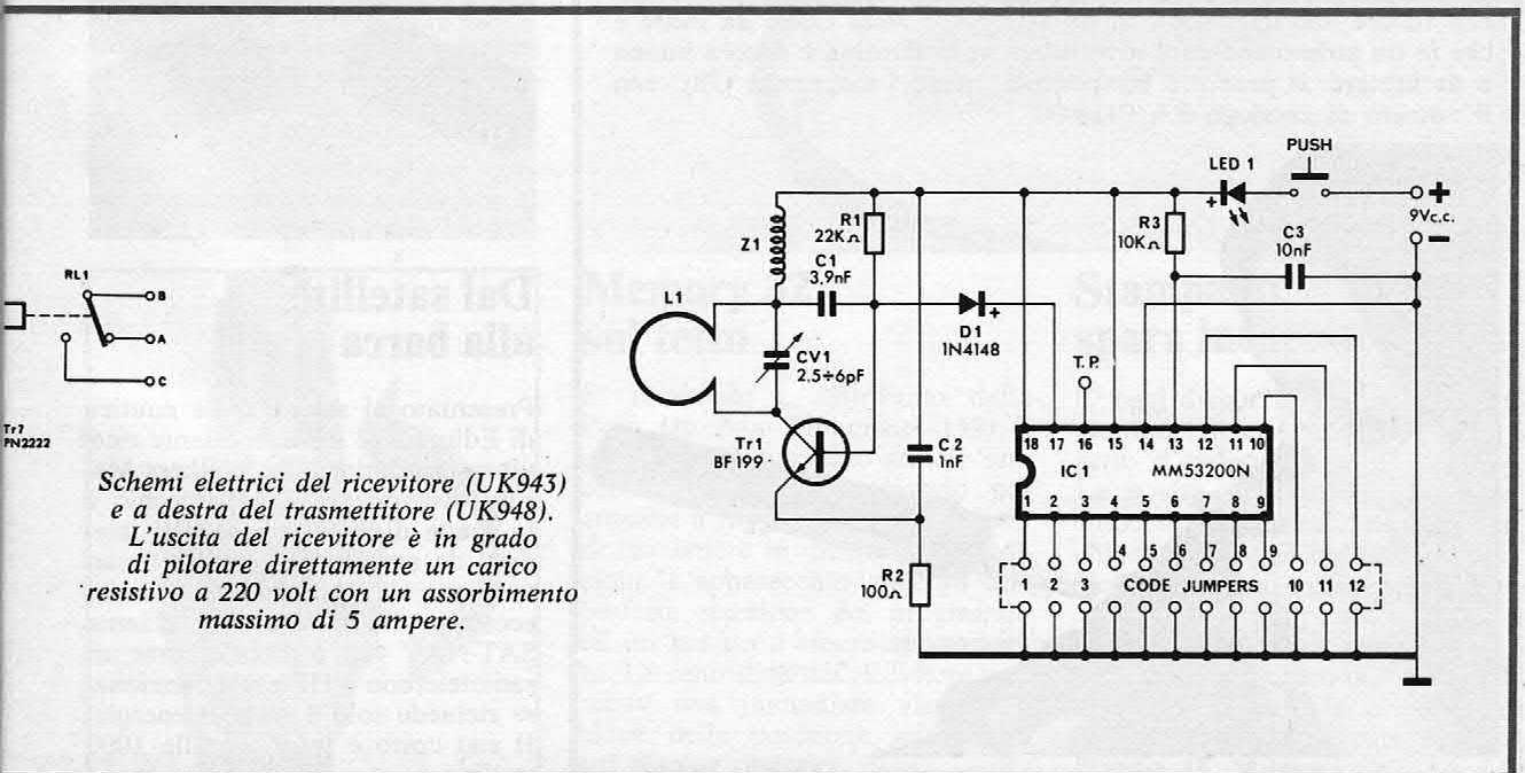 PUSH
LED 1
+
9Vc.c.
−
R1
22KΩ
R3
10KΩ
C3
10nF
Z1
C1
3,9nF
RL1
B
A
C
L1
D1
1N4148
+
+
CV1
2.5÷6pF
T.P.
Tr7
PN2222
Tr1
BF199
C2
1nF
18 17 16 15 14 13 12 11 10
IC1 MM53200N
1 2 3 4 5 6 7 8 9
R2
100Ω
4 5 6 7 8 9
1 2 3 CODE JUMPERS 10 11 12
Schemi elettrici del ricevitore (UK943)
e a destra del trasmettitore (UK948).
L'uscita del ricevitore è in grado
di pilotare direttamente un carico
resistivo a 220 volt con un assorbimento
massimo di 5 ampere.